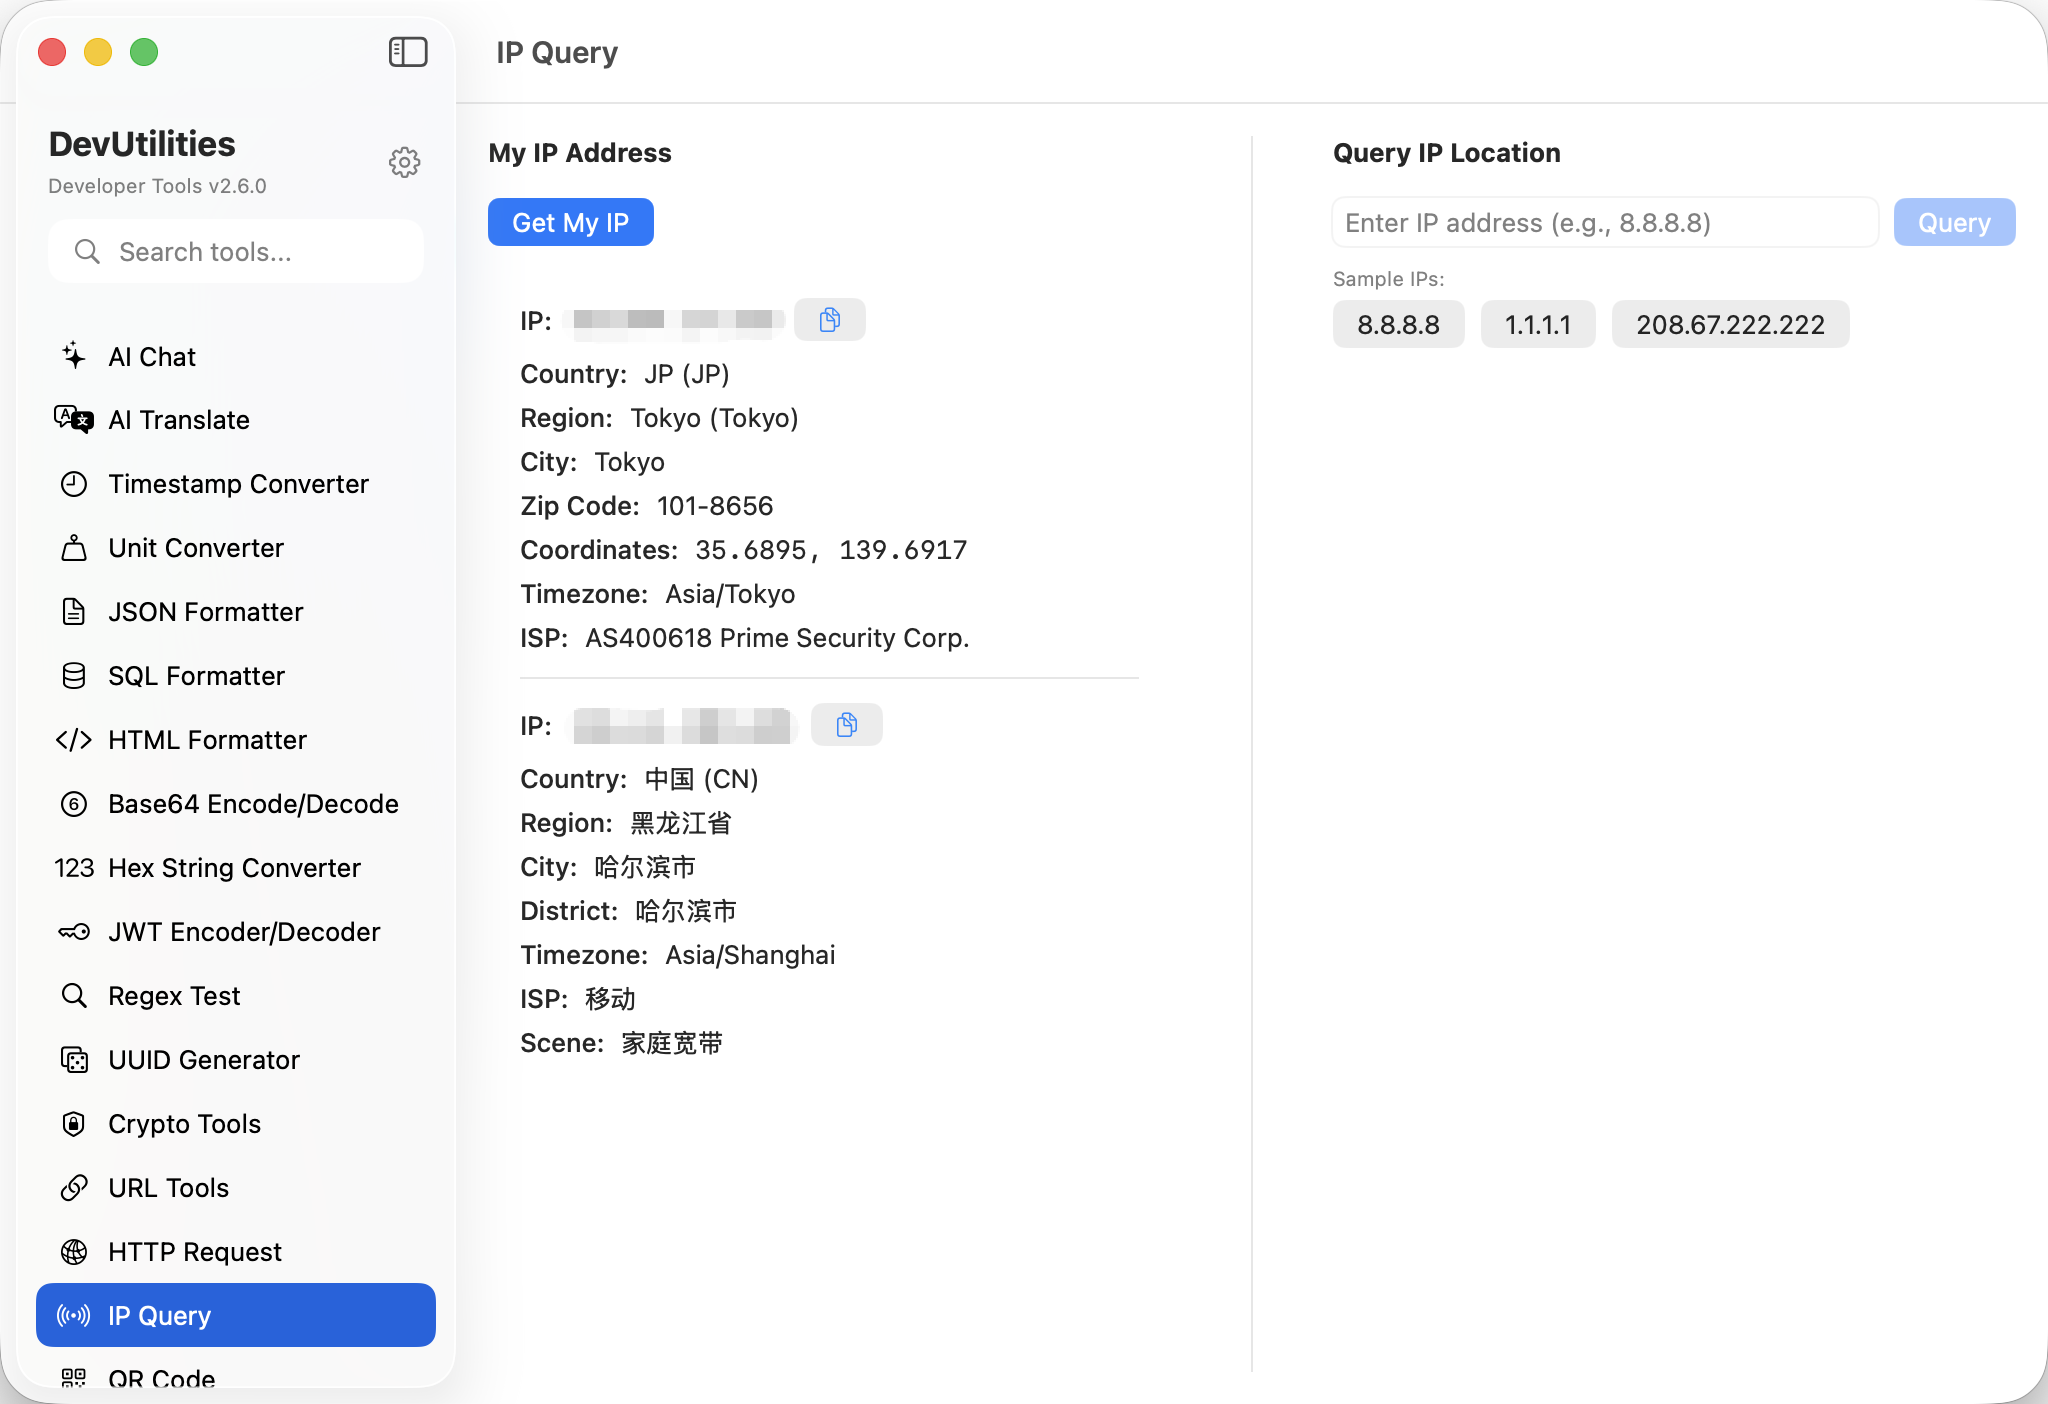 IP Query
DevUtilities
Developer Tools v2.6.0
Search tools...
AI Chat
AI Translate
Timestamp Converter
Unit Converter
JSON Formatter
SQL Formatter
HTML Formatter
Base64 Encode/Decode
123 Hex String Converter
JWT Encoder/Decoder
Regex Test
UUID Generator
Crypto Tools
URL Tools
HTTP Request
IP Query
QR Code
My IP Address
Get My IP
IP:
Country: JP (JP)
Region: Tokyo (Tokyo)
City: Tokyo
Zip Code: 101-8656
Coordinates: 35.6895, 139.6917
Timezone: Asia/Tokyo
ISP: AS400618 Prime Security Corp.
IP:
Country: 中国 (CN)
Region: 黑龙江省
City: 哈尔滨市
District: 哈尔滨市
Timezone: Asia/Shanghai
ISP: 移动
Scene: 家庭宽带
Query IP Location
Enter IP address (e.g., 8.8.8.8)
Query
Sample IPs:
8.8.8.8 1.1.1.1 208.67.222.222